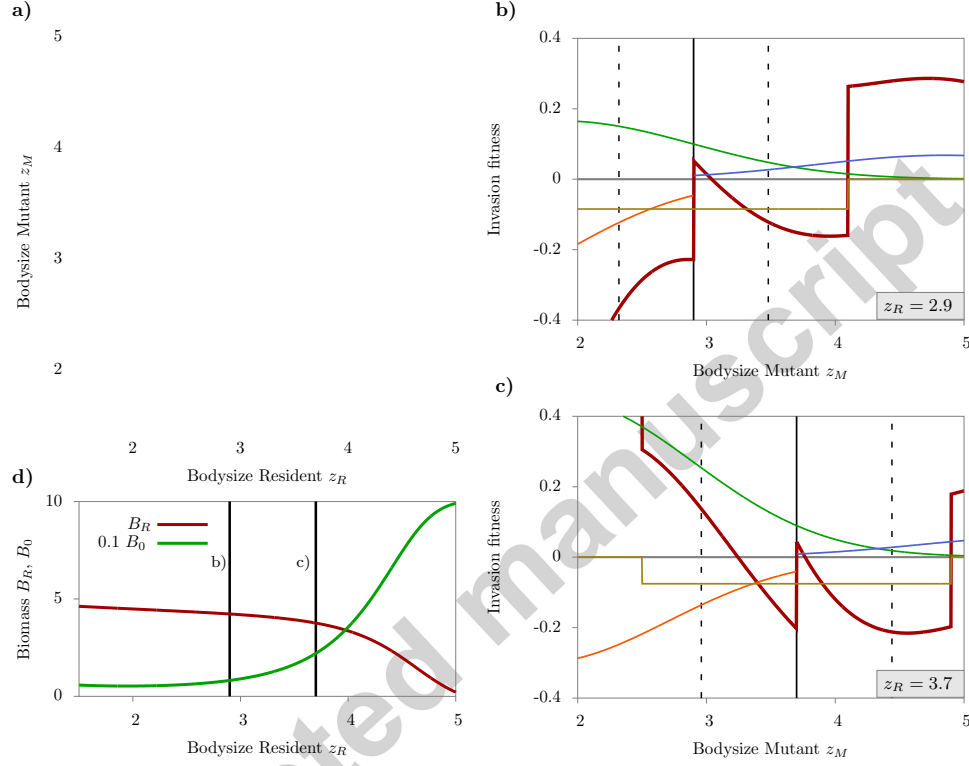 a)
5
4
3
2
Bodysize Mutant z_M
2 3 4 5
Bodysize Resident z_R
b)
0.4
0.2
0
-0.2
-0.4
Invasion fitness
z_R = 2.9
2 3 4 5
Bodysize Mutant z_M
c)
0.4
0.2
0
-0.2
-0.4
Invasion fitness
z_R = 3.7
2 3 4 5
Bodysize Mutant z_M
d)
10
5
0
Biomass B_R, B_0
B_R
0.1 B_0
b)
c)
2 3 4 5
Bodysize Resident z_R
ted manuscript